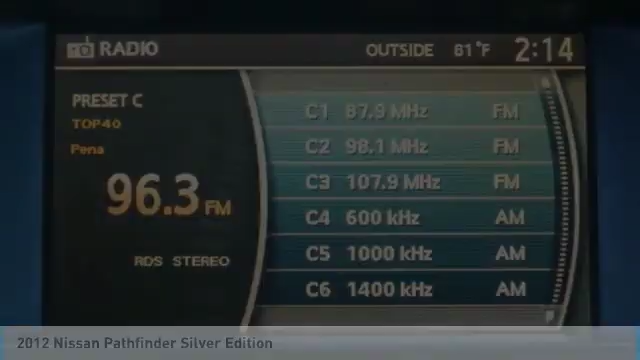 RADIO OUTSIDE 81°F 2:14
PRESET C
TOP40
Pena
96.3 FM
RDS STEREO
C1 87.9 MHz FM
C2 98.1 MHz FM
C3 107.9 MHz FM
C4 600 kHz AM
C5 1000 kHz AM
C6 1400 kHz AM
2012 Nissan Pathfinder Silver Edition